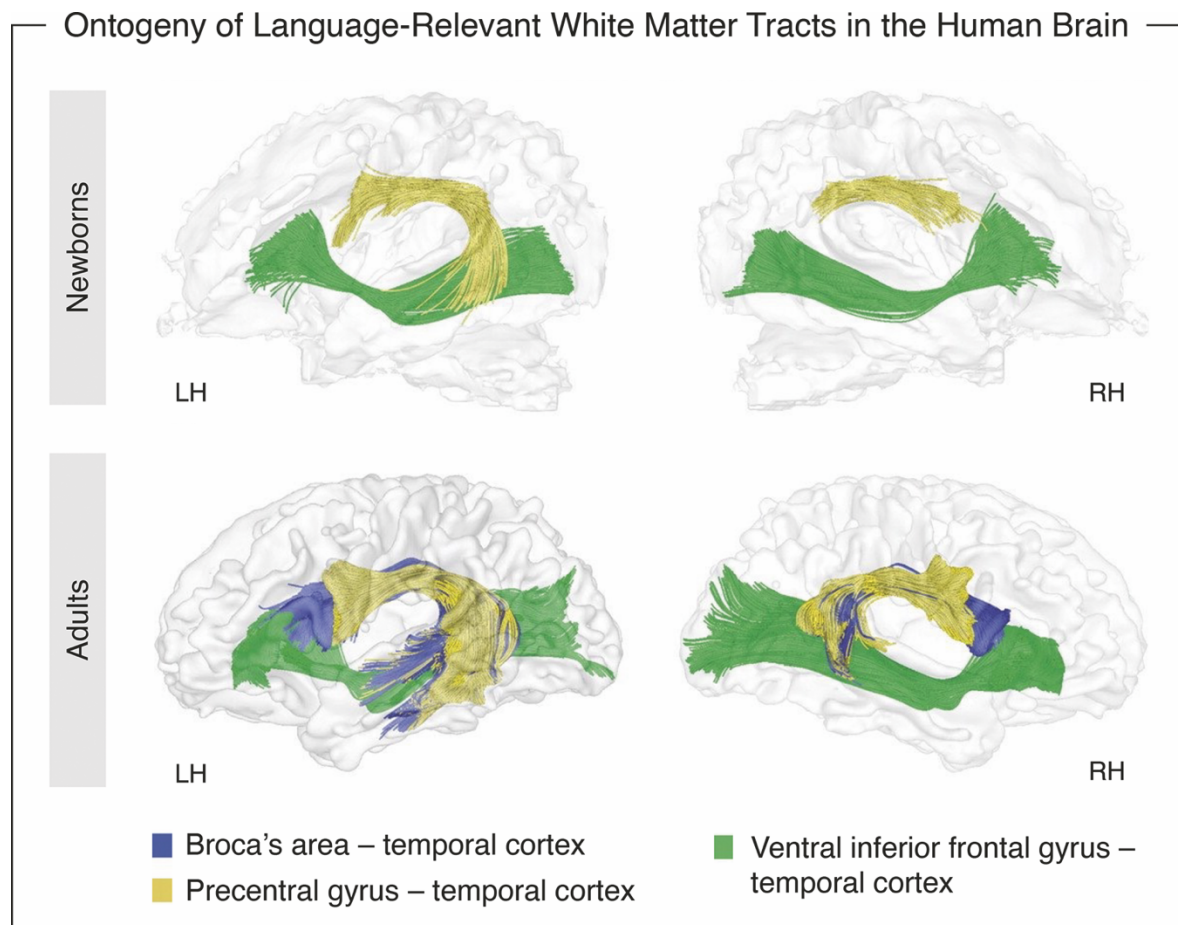 Ontogeny of Language-Relevant White Matter Tracts in the Human Brain
Newborns
LH
RH
Adults
LH
RH
Broca's area – temporal cortex
Precentral gyrus – temporal cortex
Ventral inferior frontal gyrus –
temporal cortex